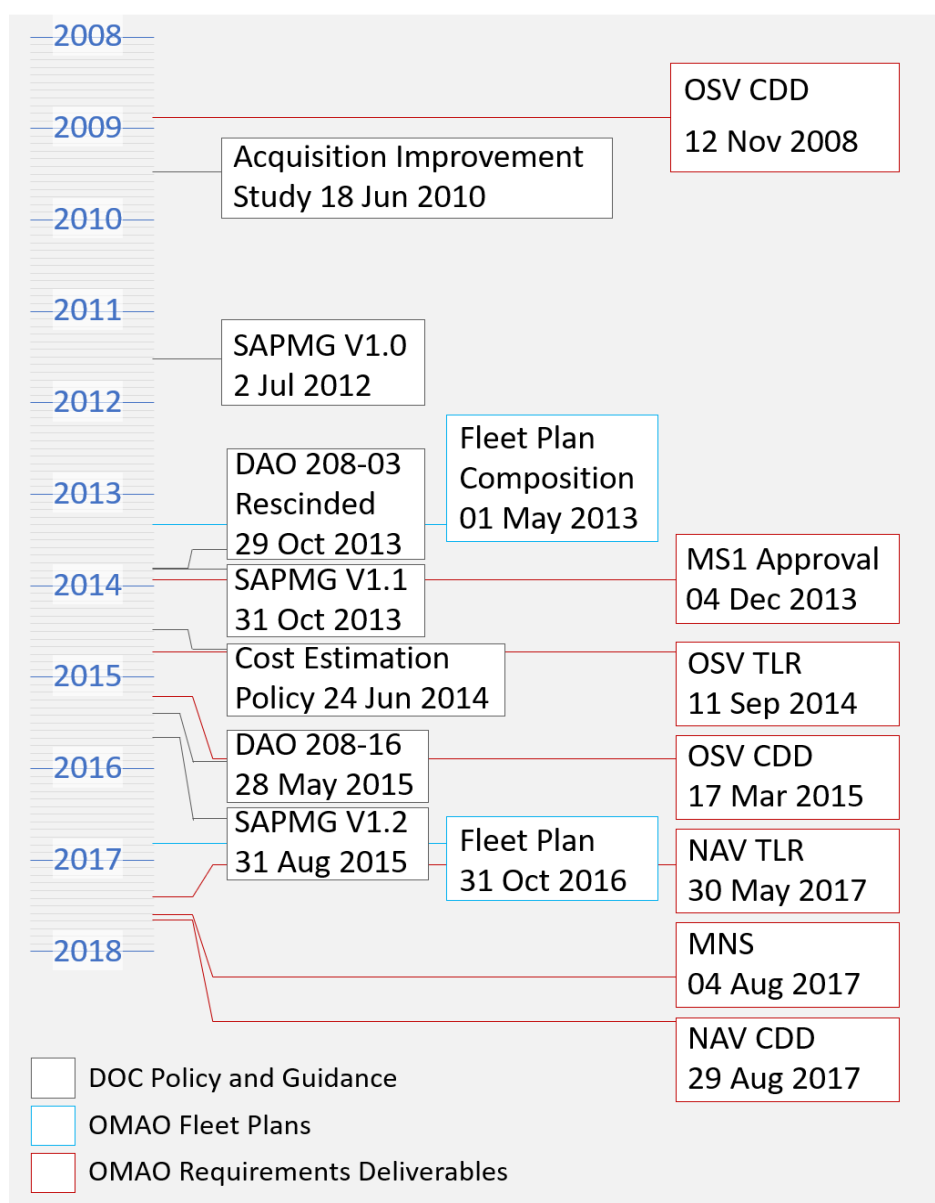 2008
2009
2010
2011
2012
2013
2014
2015
2016
2017
2018
OSV CDD
12 Nov 2008
Acquisition Improvement
Study 18 Jun 2010
SAPMG V1.0
2 Jul 2012
Fleet Plan
Composition
01 May 2013
DAO 208-03
Rescinded
29 Oct 2013
SAPMG V1.1
31 Oct 2013
MS1 Approval
04 Dec 2013
Cost Estimation
Policy 24 Jun 2014
OSV TLR
11 Sep 2014
DAO 208-16
28 May 2015
OSV CDD
17 Mar 2015
SAPMG V1.2
31 Aug 2015
Fleet Plan
31 Oct 2016
NAV TLR
30 May 2017
MNS
04 Aug 2017
NAV CDD
29 Aug 2017
DOC Policy and Guidance
OMAO Fleet Plans
OMAO Requirements Deliverables